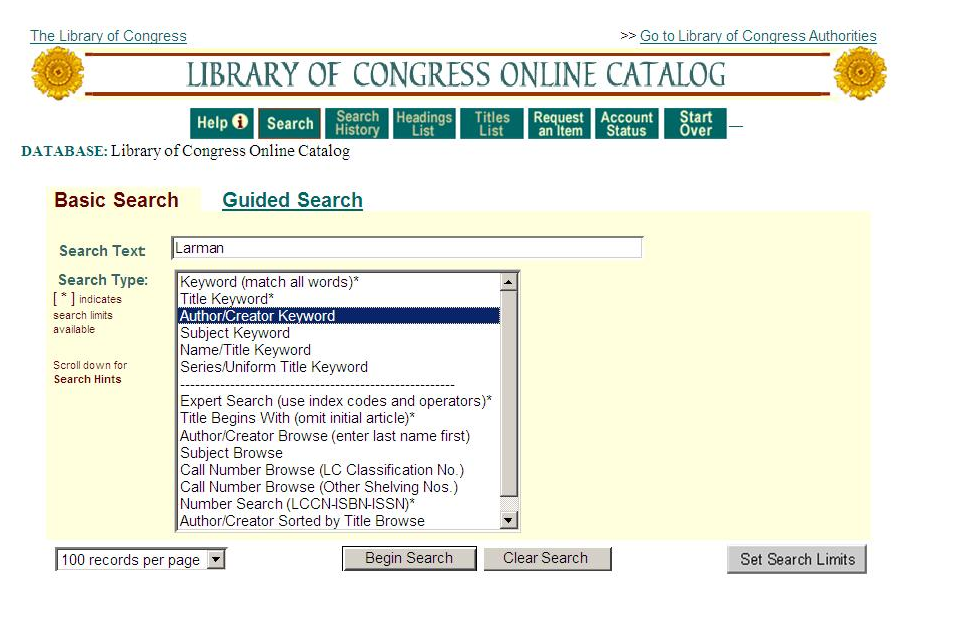 The Library of Congress >> Go to Library of Congress Authorities
LIBRARY OF CONGRESS ONLINE CATALOG
Help i Search Search History Headings List Titles List Request an Item Account Status Start Over
DATABASE: Library of Congress Online Catalog
Basic Search Guided Search
Search Text: Larman
Search Type:
[ * ] indicates
search limits
available
Scroll down for
Search Hints
Keyword (match all words)*
Title Keyword*
Author/Creator Keyword
Subject Keyword
Name/Title Keyword
Series/Uniform Title Keyword
-------------------------------------------------------
Expert Search (use index codes and operators)*
Title Begins With (omit initial article)*
Author/Creator Browse (enter last name first)
Subject Browse
Call Number Browse (LC Classification No.)
Call Number Browse (Other Shelving Nos.)
Number Search (LCCN-ISBN-ISSN)*
Author/Creator Sorted by Title Browse
100 records per page Begin Search Clear Search Set Search Limits